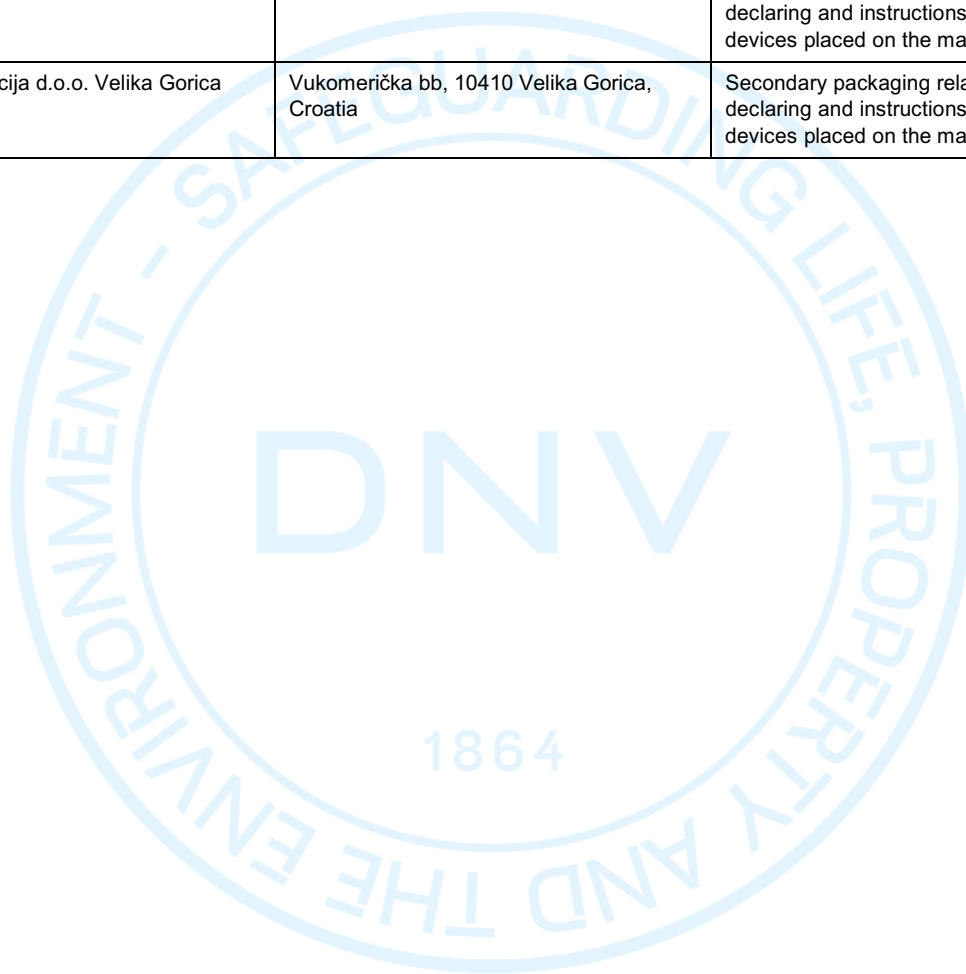 declaring and instructions
devices placed on the ma
cija d.o.o. Velika Gorica
Vukomerička bb, 10410 Velika Gorica,
Croatia
Secondary packaging rela
declaring and instructions
devices placed on the ma
SAFEGUARDING LIFE, PROPERTY AND THE ENVIRONMENT -
DNV
1864